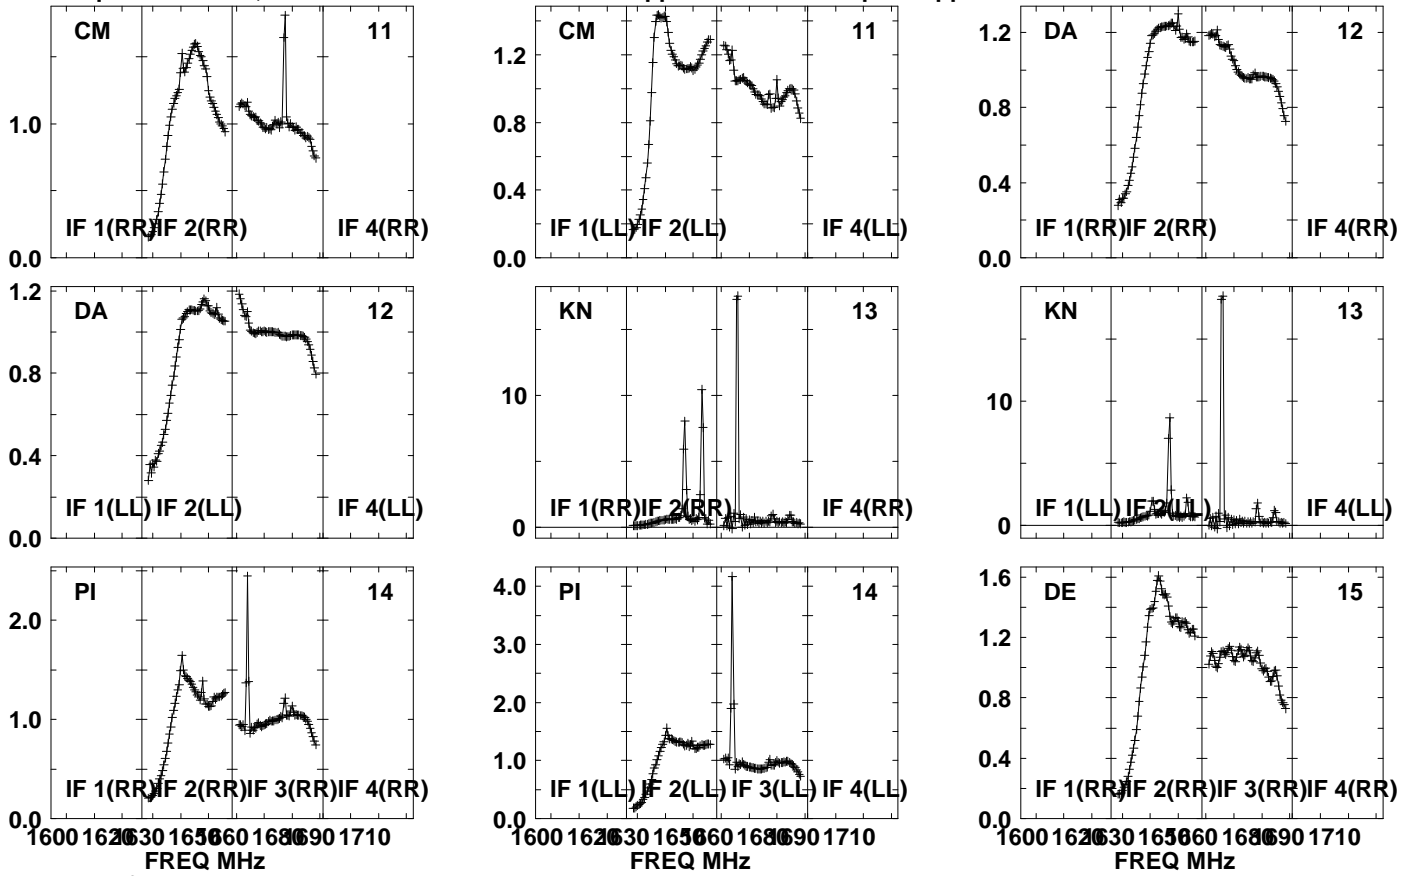 CM 11 CM 11 DA 12
1.2
1.2
1.0
0.8
0.8
0.4
0.4
IF 1(RR) IF 2(RR) IF 4(RR) IF 1(LL) IF 2(LL) IF 4(LL) IF 1(RR) IF 2(RR) IF 4(RR)
0.0 0.0 0.0
1.2
DA 12 KN 13 KN 13
0.8
10 10
0.4
IF 1(LL) IF 2(LL) IF 4(LL) IF 1(RR) IF 2(RR) IF 4(RR) IF 1(LL) IF 2(LL) IF 4(LL)
0.0 0 0
PI 14 PI 14 DE 15
4.0 1.6
2.0
3.0
1.2
2.0
1.0 0.8
1.0
0.4
IF 1(RR) IF 2(RR) IF 3(RR) IF 4(RR) IF 1(LL) IF 2(LL) IF 3(LL) IF 4(LL) IF 1(RR) IF 2(RR) IF 3(RR) IF 4(RR)
0.0 0.0 0.0
1600 1620 1630 1650 1660 1680 1690 1710 1600 1620 1630 1650 1660 1680 1690 1710 1600 1620 1630 1650 1660 1680 1690 1710
FREQ MHz FREQ MHz FREQ MHz